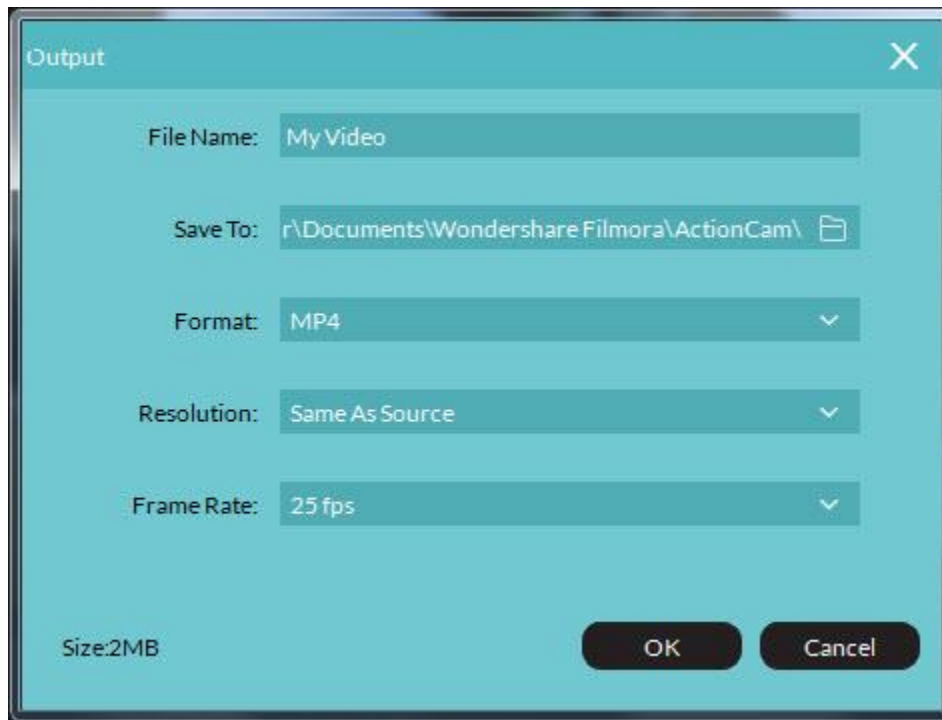 Output
File Name: My Video
Save To: r\Documents\Wondershare Filmora\ActionCam\
Format: MP4
Resolution: Same As Source
Frame Rate: 25 fps
Size:2MB OK Cancel